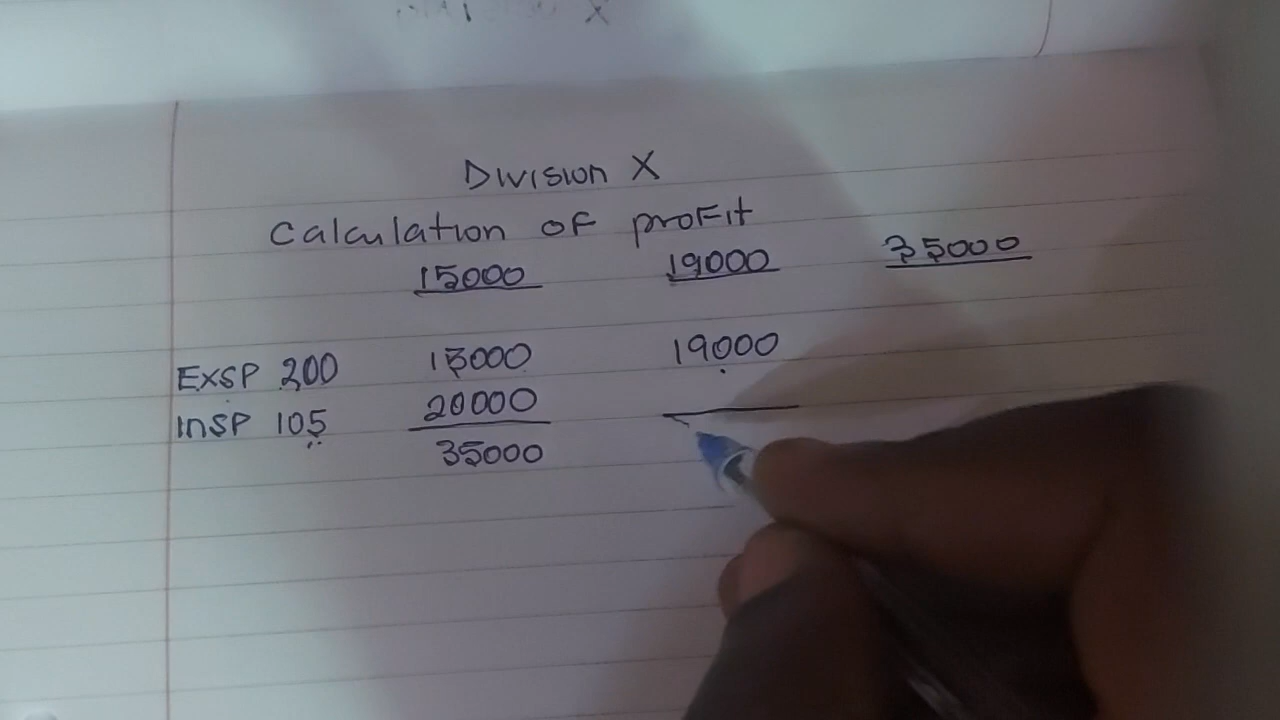 Division X
Calculation of profit
15000 19000 35000
EXSP 200 15000 19000
INSP 105 20000
35000